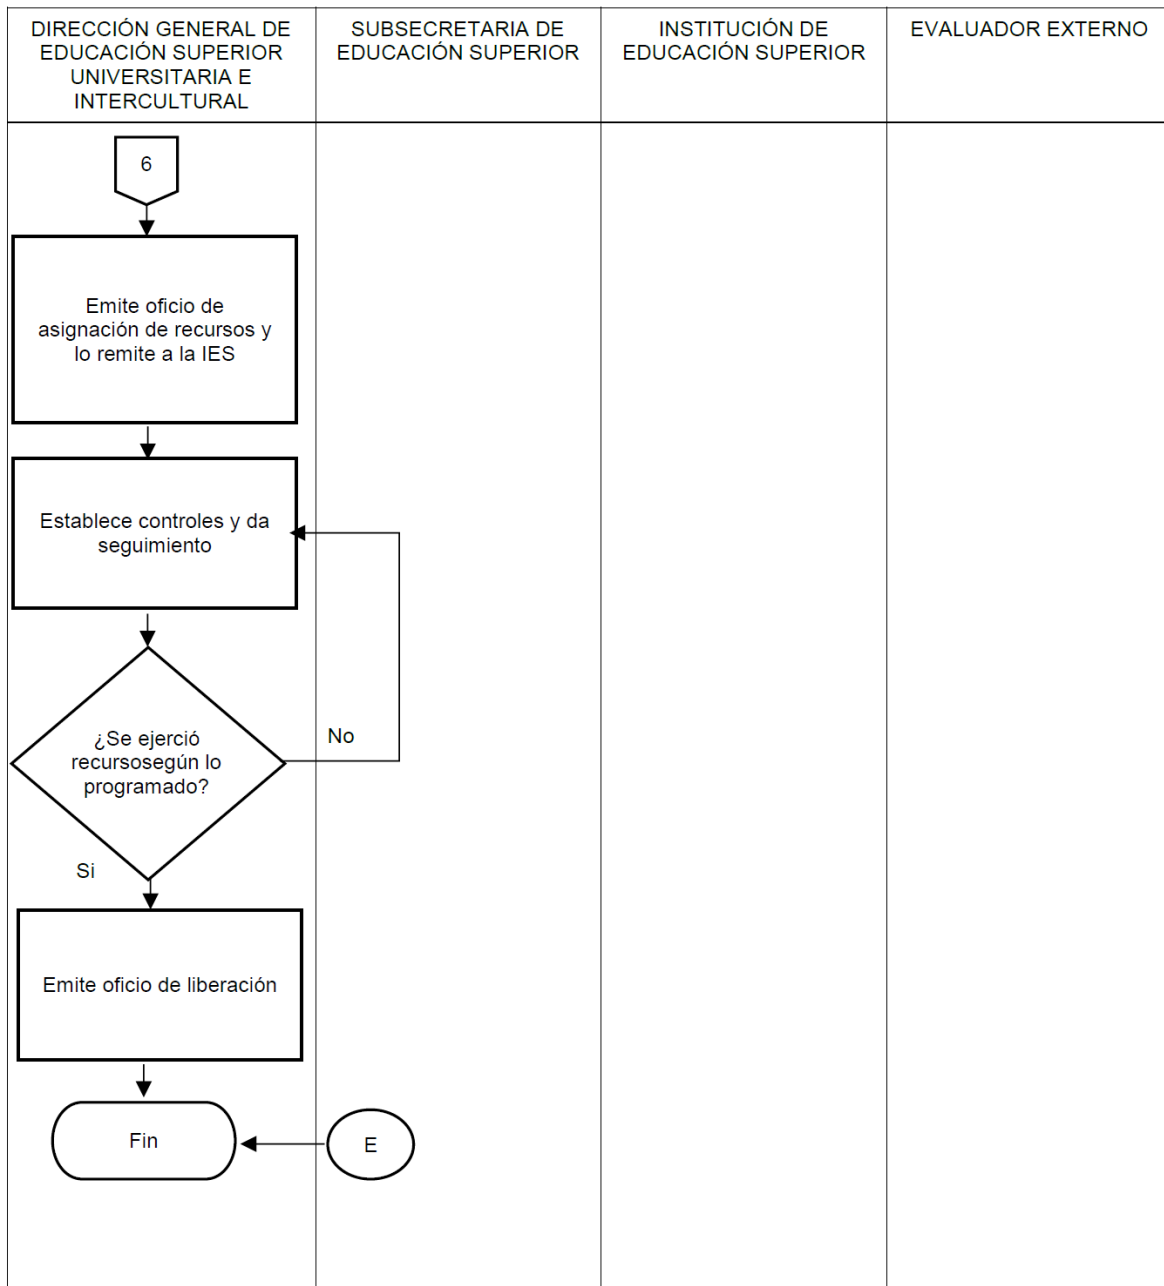 DIRECCIÓN GENERAL DE
EDUCACIÓN SUPERIOR
UNIVERSITARIA E
INTERCULTURAL
SUBSECRETARIA DE
EDUCACIÓN SUPERIOR
INSTITUCIÓN DE
EDUCACIÓN SUPERIOR
EVALUADOR EXTERNO
6
Emite oficio de
asignación de recursos y
lo remite a la IES
Establece controles y da
seguimiento
¿Se ejerció
recursosegún lo
programado?
No
Si
Emite oficio de liberación
Fin
E